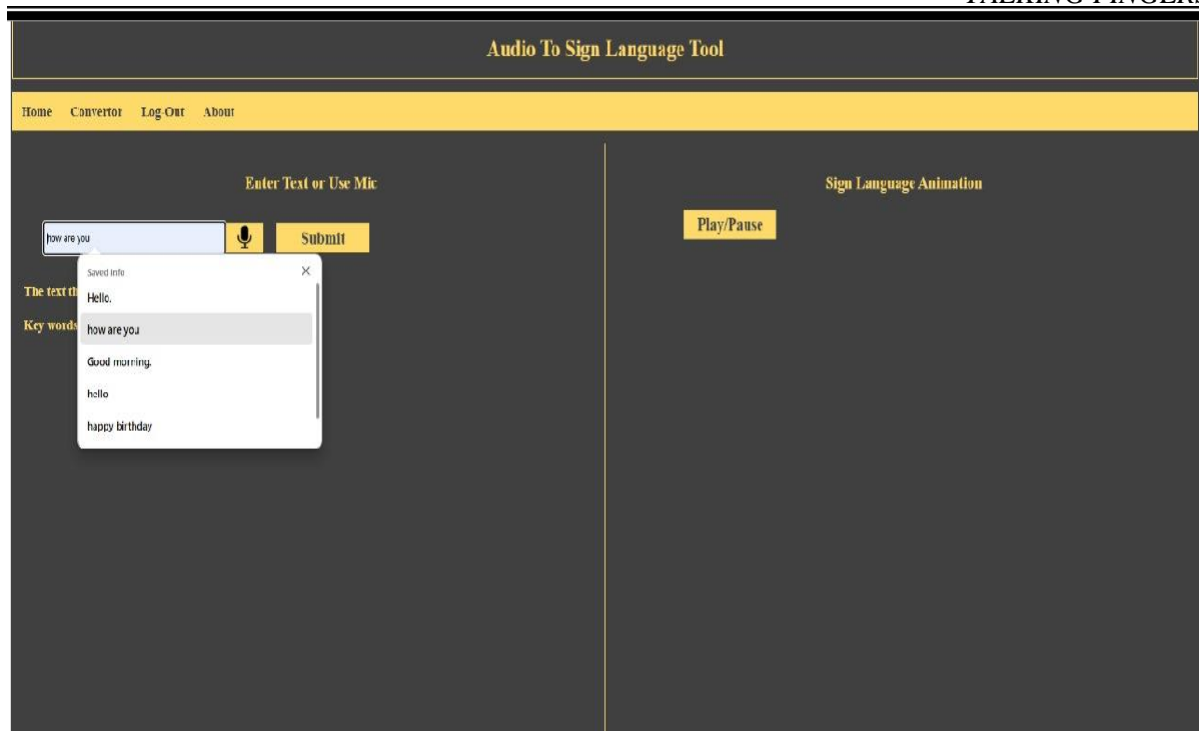 TALKING FINGERS
Audio To Sign Language Tool
Home Convertor Log-Out About
Enter Text or Use Mic
how are you
Submit
The text th
Key words
Saved info
Hello.
how are you
Good morning.
hello
happy birthday
Sign Language Animation
Play/Pause